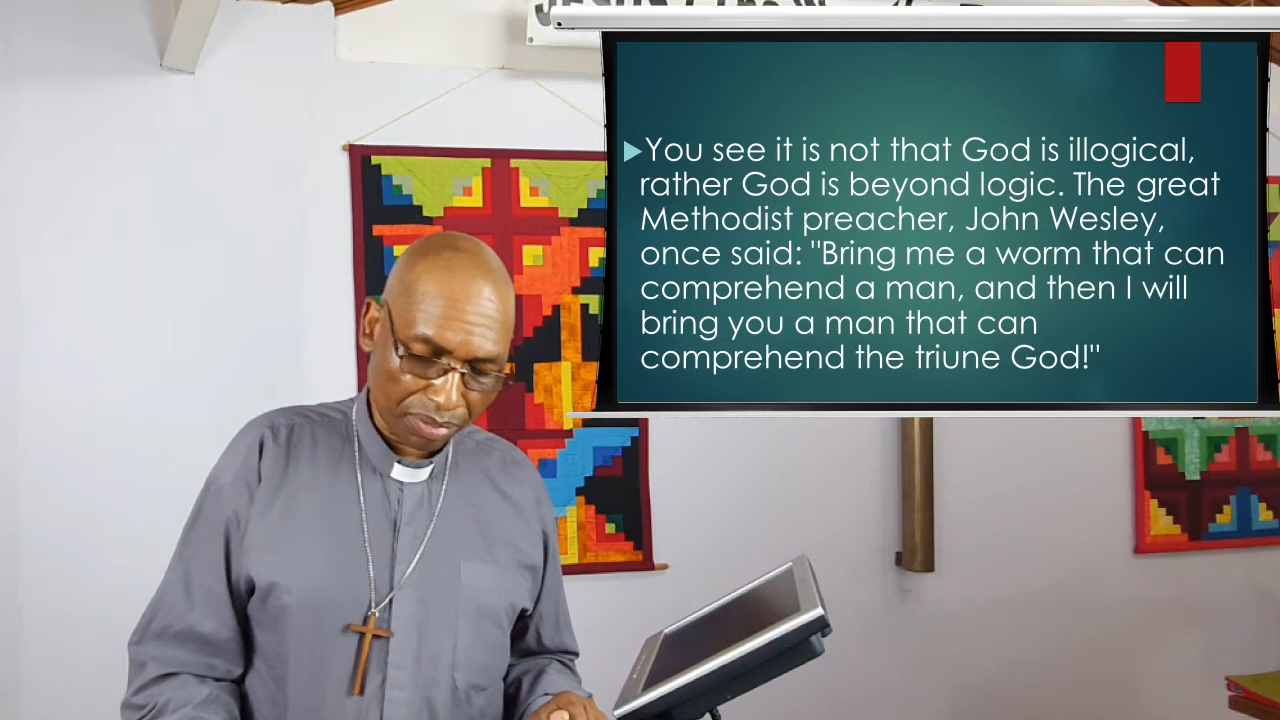 You see it is not that God is illogical,
rather God is beyond logic. The great
Methodist preacher, John Wesley,
once said: "Bring me a worm that can
comprehend a man, and then I will
bring you a man that can
comprehend the triune God!"